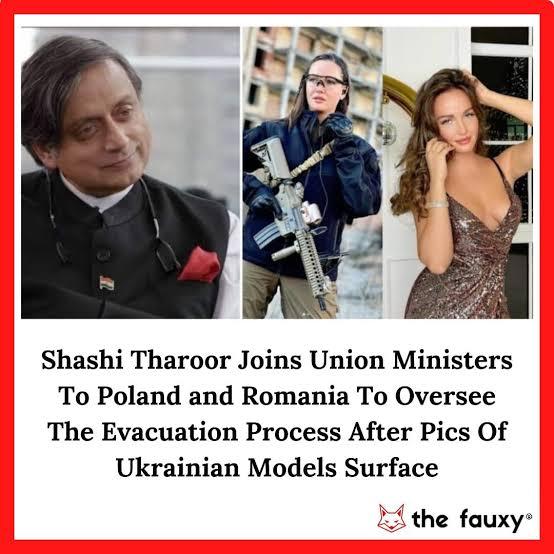 Shashi Tharoor Joins Union Ministers
To Poland and Romania To Oversee
The Evacuation Process After Pics Of
Ukrainian Models Surface
the fauxy®